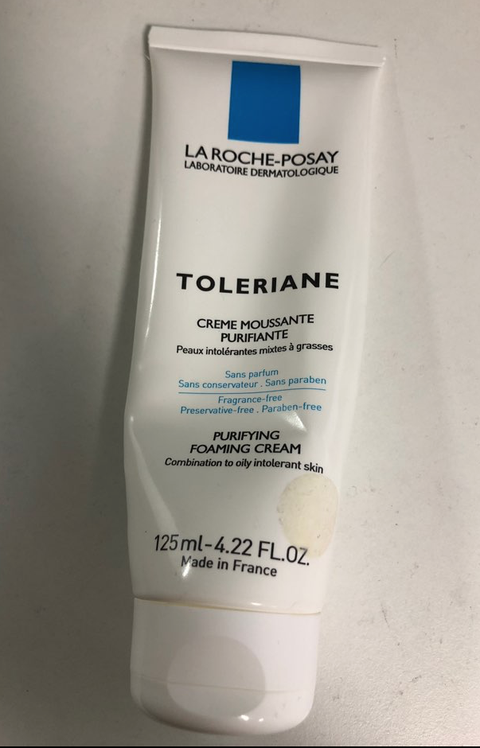 LA ROCHE-POSAY
LABORATOIRE DERMATOLOGIQUE
TOLERIANE
CREME MOUSSANTE
PURIFIANTE
Peaux intolérantes mixtes à grasses
Sans parfum
Sans conservateur . Sans paraben
Fragrance-free
Preservative-free . Paraben-free
PURIFYING
FOAMING CREAM
Combination to oily intolerant skin
125 ml-4.22 FL.OZ.
Made in France